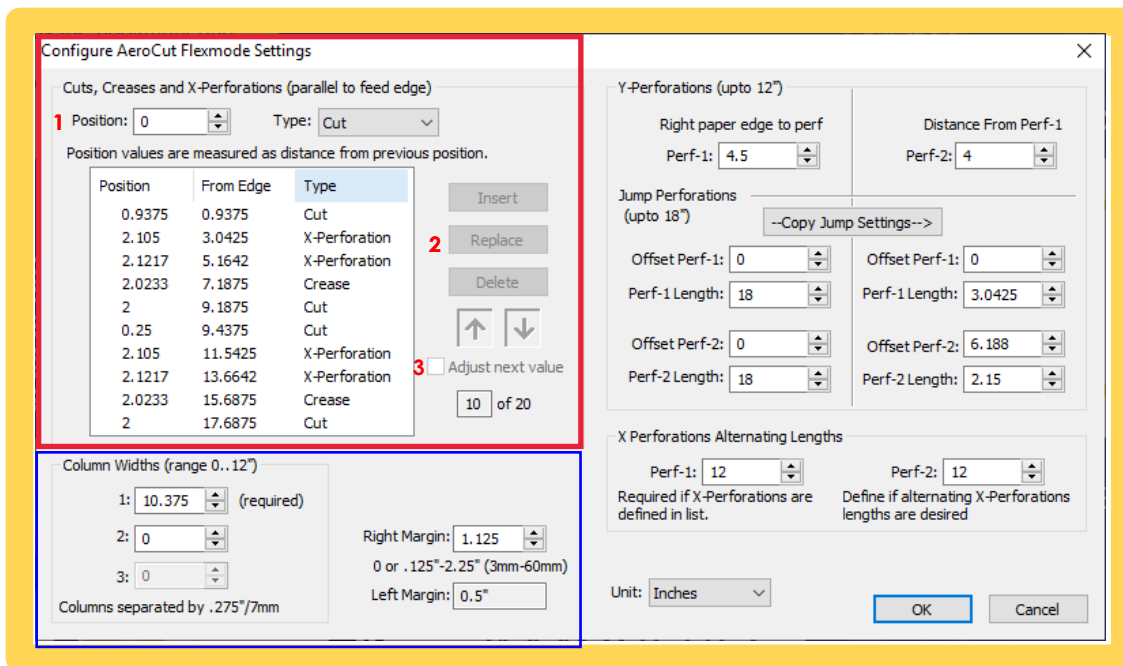 Configure AeroCut Flexmode Settings
Cuts, Creases and X-Perforations (parallel to feed edge)
1 Position: 0 Type: Cut
Position values are measured as distance from previous position.
Position From Edge Type
0.9375 0.9375 Cut
2.105 3.0425 X-Perforation
2.1217 5.1642 X-Perforation
2.0233 7.1875 Crease
2 9.1875 Cut
0.25 9.4375 Cut
2.105 11.5425 X-Perforation
2.1217 13.6642 X-Perforation
2.0233 15.6875 Crease
2 17.6875 Cut
Insert
2 Replace
Delete
3 Adjust next value
10 of 20
Column Widths (range 0..12")
1: 10.375 (required)
2: 0
3: 0
Columns separated by .275"/7mm
Right Margin: 1.125
0 or .125"-2.25" (3mm-60mm)
Left Margin: 0.5"
Y-Perforations (upto 12")
Right paper edge to perf
Perf-1: 4.5
Distance From Perf-1
Perf-2: 4
Jump Perforations
(upto 18")
--Copy Jump Settings-->
Offset Perf-1: 0
Perf-1 Length: 18
Offset Perf-2: 0
Perf-2 Length: 18
Offset Perf-1: 0
Perf-1 Length: 3.0425
Offset Perf-2: 6.188
Perf-2 Length: 2.15
X Perforations Alternating Lengths
Perf-1: 12
Required if X-Perforations are
defined in list.
Perf-2: 12
Define if alternating X-Perforations
lengths are desired
Unit: Inches
OK
Cancel